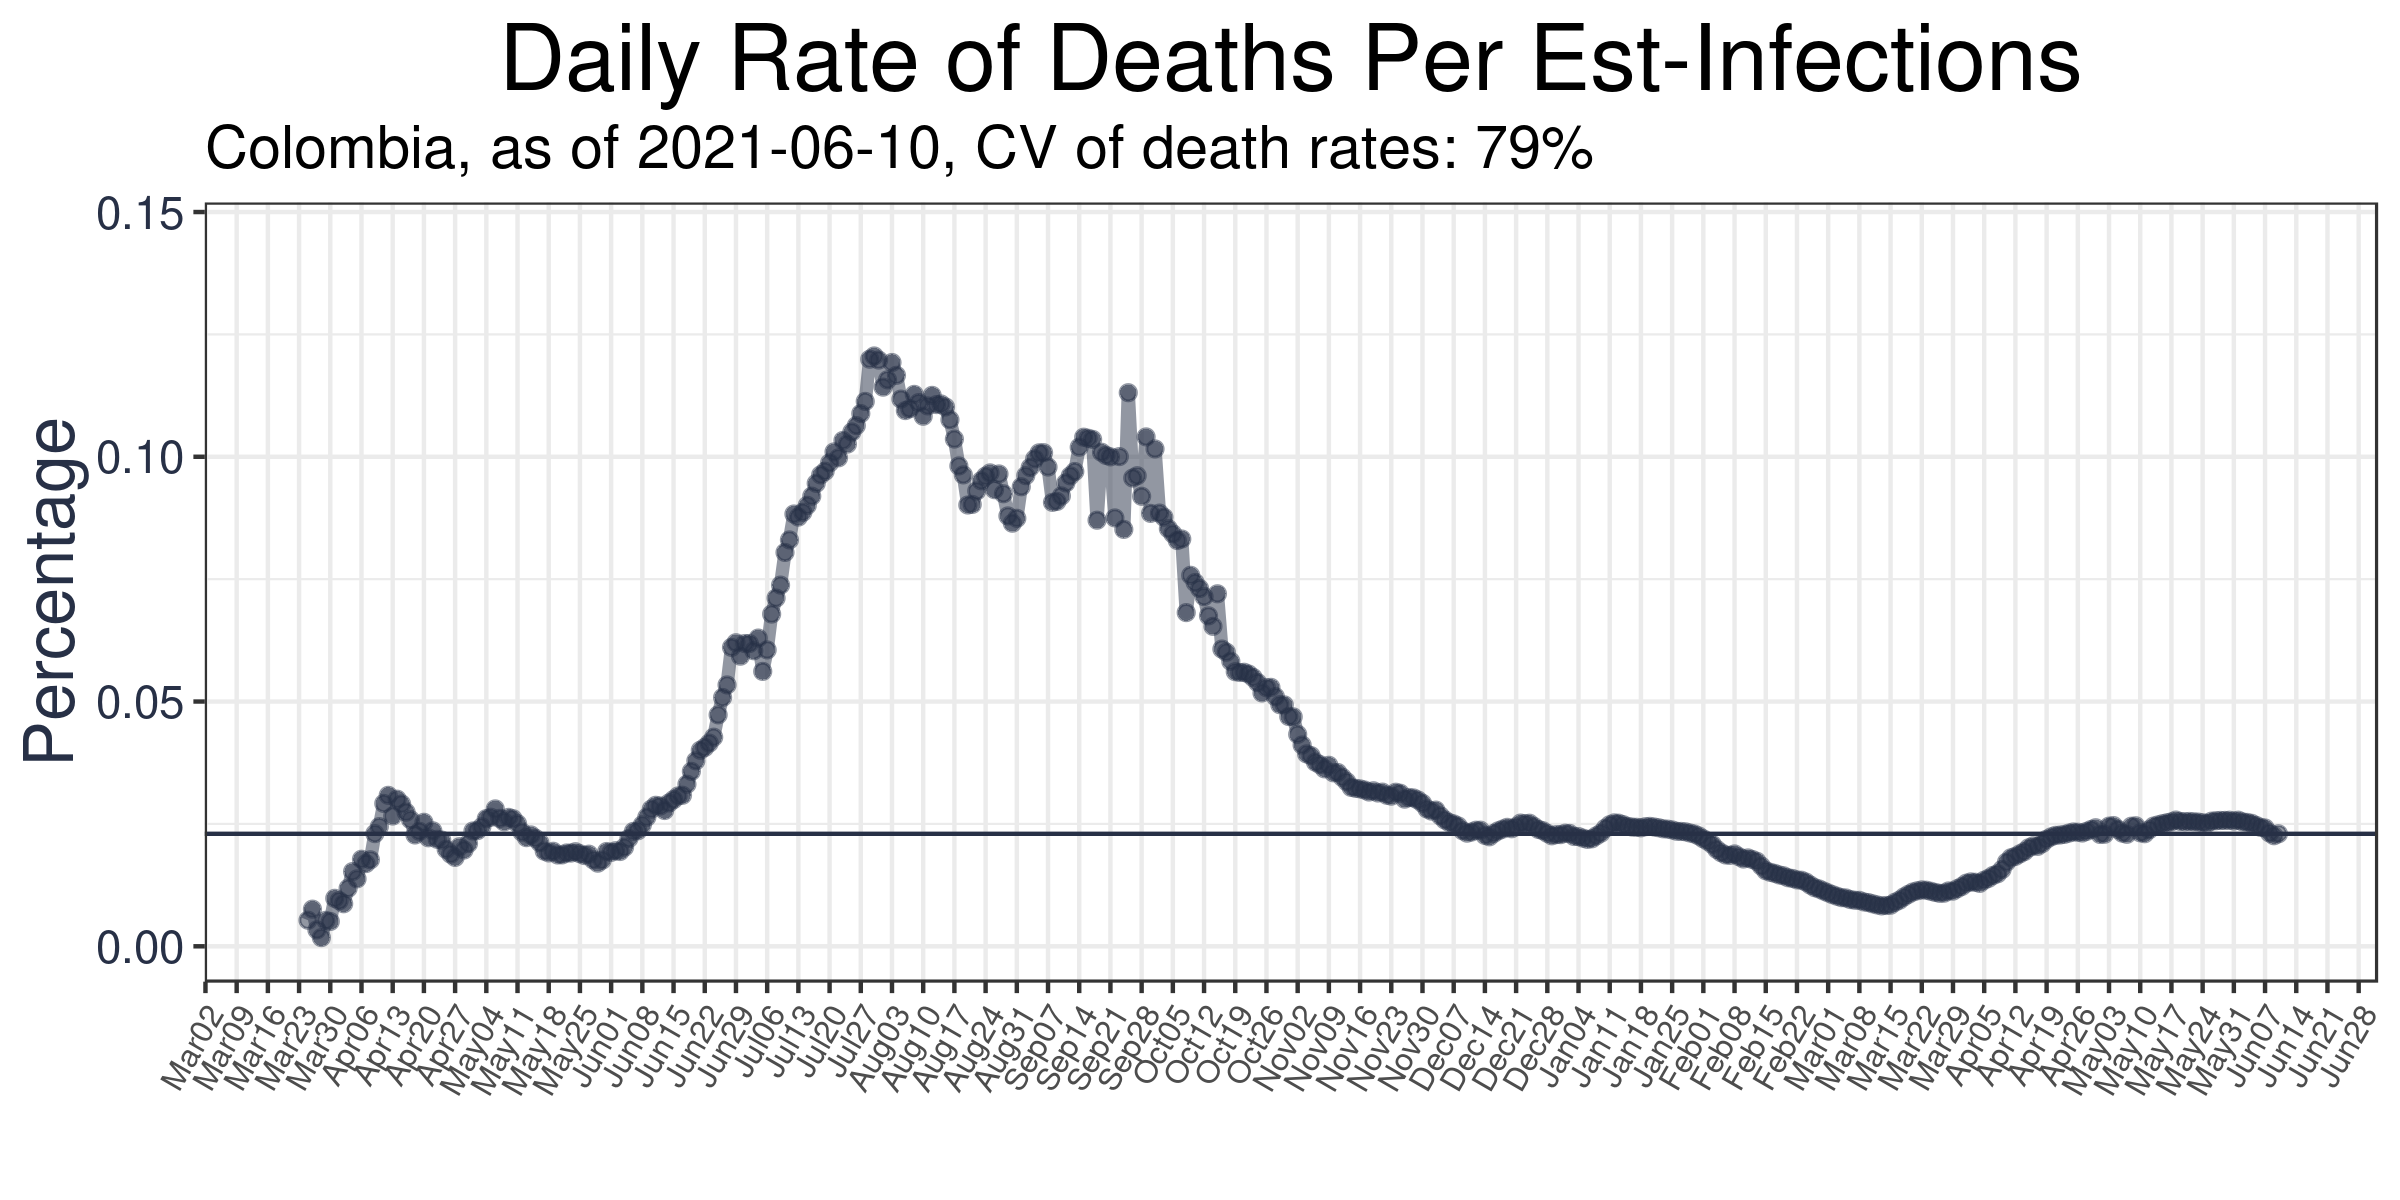 Daily Rate of Deaths Per Est-Infections
Colombia, as of 2021-06-10, CV of death rates: 79%
Percentage
0.15
0.10
0.05
0.00
Mar02
Mar09
Mar16
Mar23
Mar30
Apr06
Apr13
Apr20
Apr27
May04
May11
May18
May25
Jun01
Jun08
Jun15
Jun22
Jun29
Jul06
Jul13
Jul20
Jul27
Aug03
Aug10
Aug17
Aug24
Aug31
Sep07
Sep14
Sep21
Sep28
Oct05
Oct12
Oct19
Oct26
Nov02
Nov09
Nov16
Nov23
Nov30
Dec07
Dec14
Dec21
Dec28
Jan04
Jan11
Jan18
Jan25
Feb01
Feb08
Feb15
Feb22
Mar01
Mar08
Mar15
Mar22
Mar29
Apr05
Apr12
Apr19
Apr26
May03
May10
May17
May24
May31
Jun07
Jun14
Jun21
Jun28